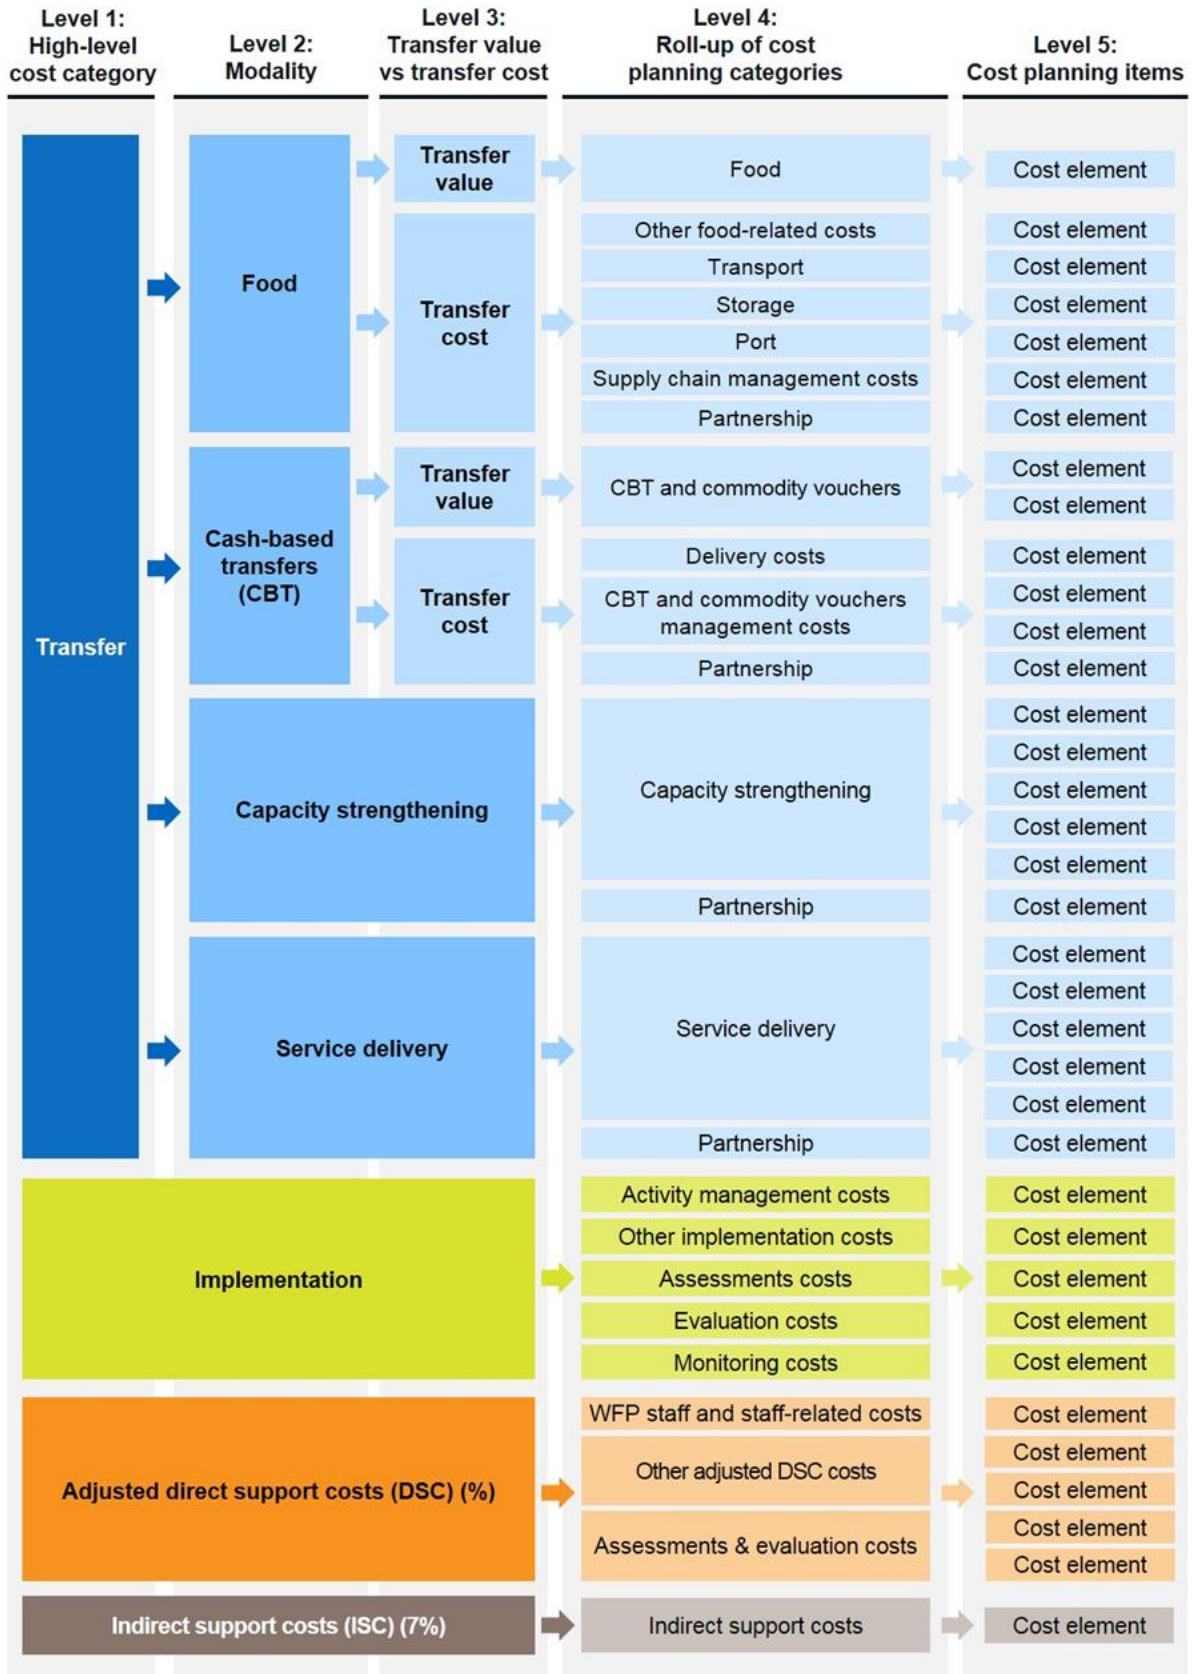 Level 1:
High-level
cost category
Level 2:
Modality
Level 3:
Transfer value
vs transfer cost
Level 4:
Roll-up of cost
planning categories
Level 5:
Cost planning items
Transfer
Food
Transfer
value
Food
Cost element
Transfer
cost
Other food-related costs
Cost element
Transport
Cost element
Storage
Cost element
Port
Cost element
Supply chain management costs
Cost element
Partnership
Cost element
Cash-based
transfers
(CBT)
Transfer
value
CBT and commodity vouchers
Cost element
Cost element
Transfer
cost
Delivery costs
Cost element
CBT and commodity vouchers
management costs
Cost element
Cost element
Partnership
Cost element
Capacity strengthening
Capacity strengthening
Cost element
Cost element
Cost element
Cost element
Cost element
Partnership
Cost element
Service delivery
Service delivery
Cost element
Cost element
Cost element
Cost element
Cost element
Partnership
Cost element
Implementation
Activity management costs
Cost element
Other implementation costs
Cost element
Assessments costs
Cost element
Evaluation costs
Cost element
Monitoring costs
Cost element
Adjusted direct support costs (DSC) (%)
WFP staff and staff-related costs
Cost element
Other adjusted DSC costs
Cost element
Cost element
Assessments & evaluation costs
Cost element
Cost element
Indirect support costs (ISC) (7%)
Indirect support costs
Cost element